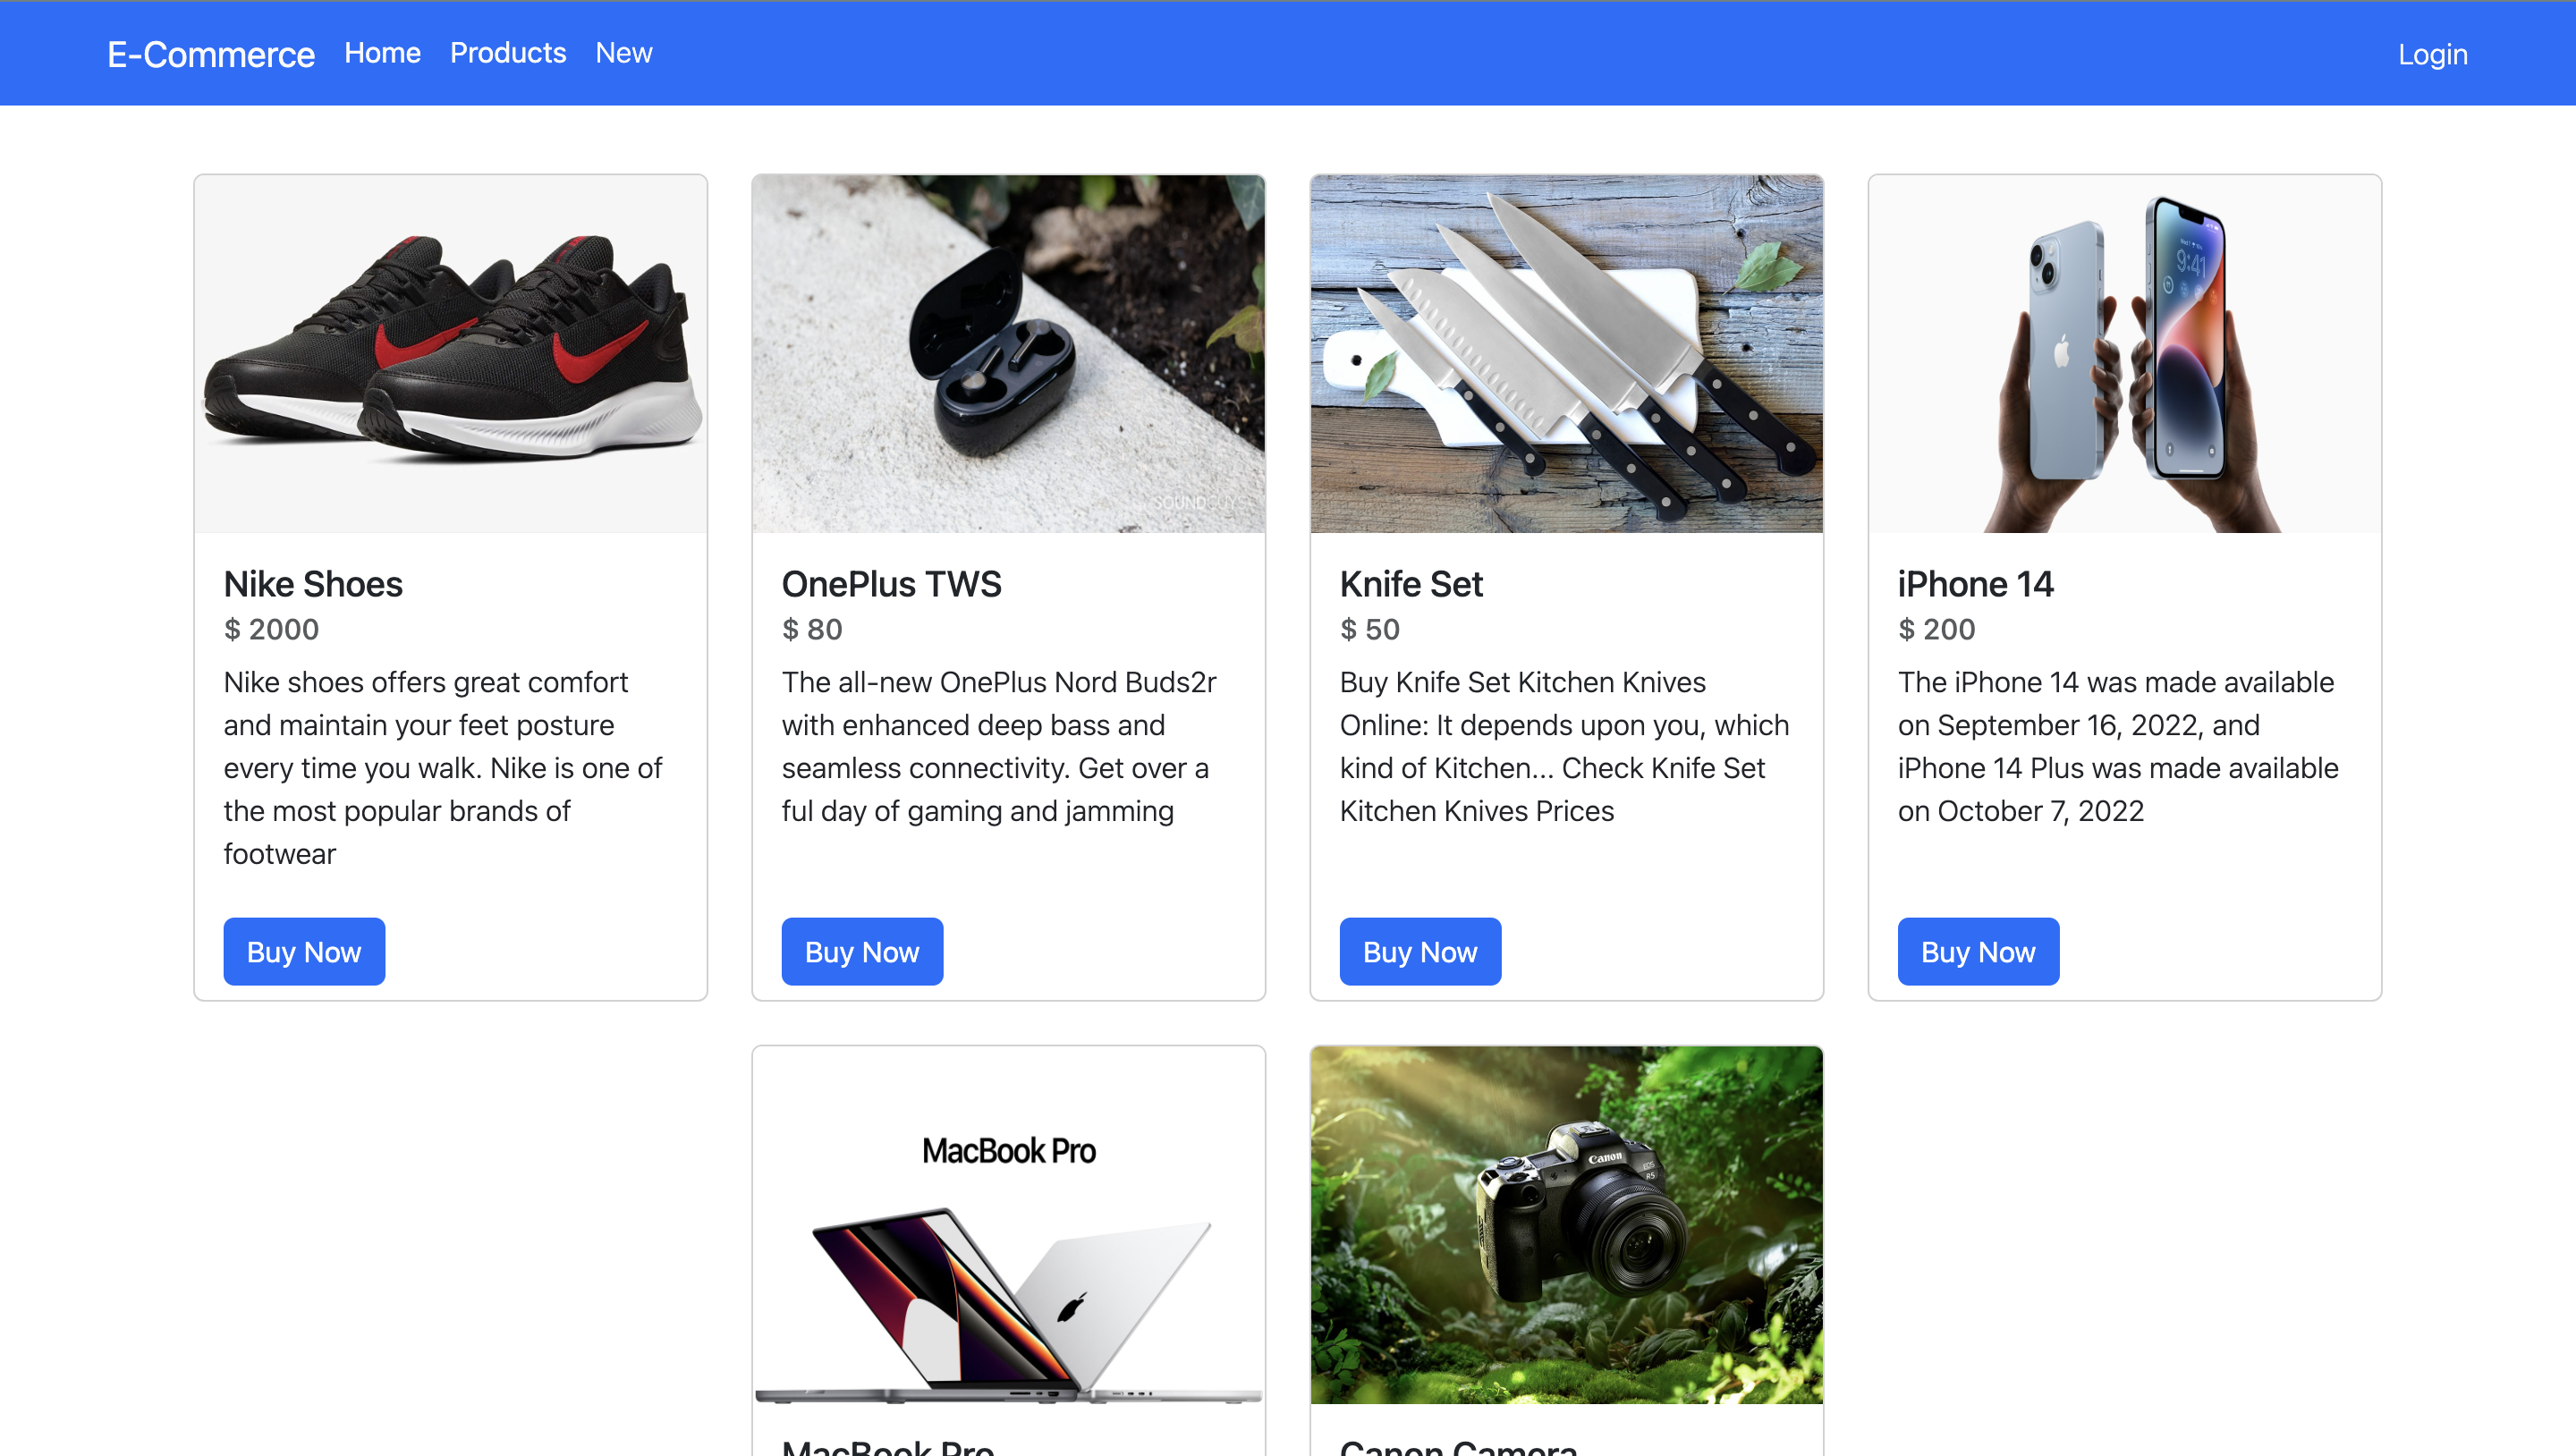 E-Commerce Home Products New Login
SOUNDGUYS
9:41
Nike Shoes
$ 2000
Nike shoes offers great comfort
and maintain your feet posture
every time you walk. Nike is one of
the most popular brands of
footwear
Buy Now
OnePlus TWS
$ 80
The all-new OnePlus Nord Buds2r
with enhanced deep bass and
seamless connectivity. Get over a
ful day of gaming and jamming
Buy Now
Knife Set
$ 50
Buy Knife Set Kitchen Knives
Online: It depends upon you, which
kind of Kitchen... Check Knife Set
Kitchen Knives Prices
Buy Now
iPhone 14
$ 200
The iPhone 14 was made available
on September 16, 2022, and
iPhone 14 Plus was made available
on October 7, 2022
Buy Now
MacBook Pro
Canon
EOS
R5
MacBook Pro
Canon Camera